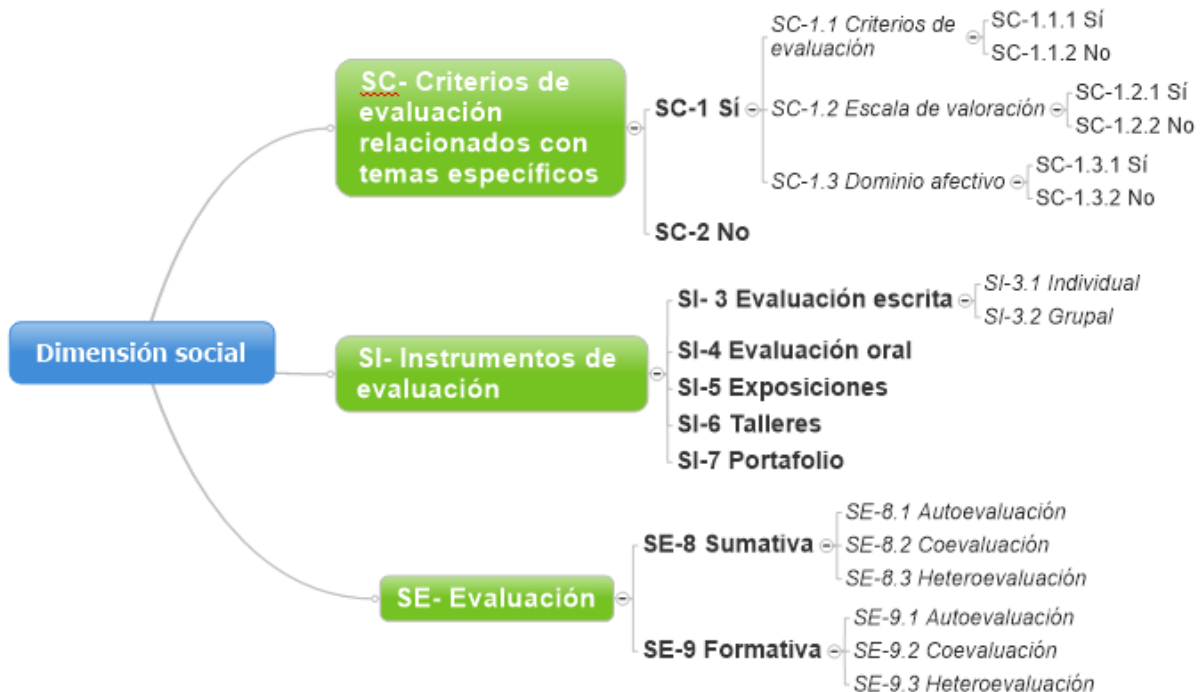 Dimensión social
SC- Criterios de
evaluación
relacionados con
temas específicos
SC-1 Sí
SC-1.1 Criterios de
evaluación
SC-1.1.1 Sí
SC-1.1.2 No
SC-1.2 Escala de valoración
SC-1.2.1 Sí
SC-1.2.2 No
SC-1.3 Dominio afectivo
SC-1.3.1 Sí
SC-1.3.2 No
SC-2 No
SI- Instrumentos de
evaluación
SI- 3 Evaluación escrita
SI-3.1 Individual
SI-3.2 Grupal
SI-4 Evaluación oral
SI-5 Exposiciones
SI-6 Talleres
SI-7 Portafolio
SE- Evaluación
SE-8 Sumativa
SE-8.1 Autoevaluación
SE-8.2 Coevaluación
SE-8.3 Heteroevaluación
SE-9 Formativa
SE-9.1 Autoevaluación
SE-9.2 Coevaluación
SE-9.3 Heteroevaluación